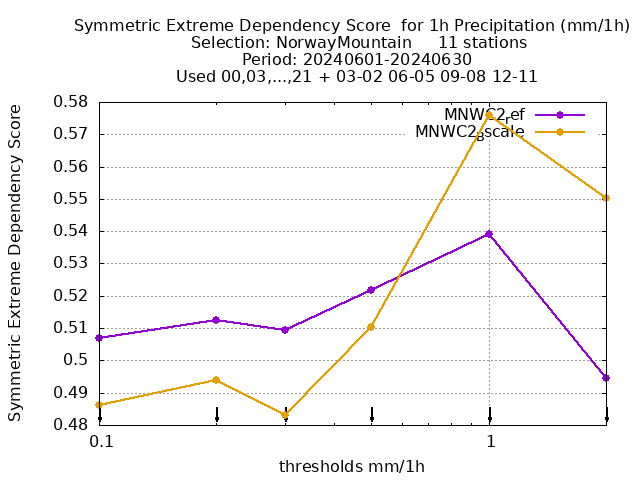 Symmetric Extreme Dependency Score  for 1h Precipitation (mm/1h)
Selection: NorwayMountain     11 stations
Period: 20240601-20240630
Used 00,03,...,21 + 03-02 06-05 09-08 12-11
Symmetric Extreme Dependency Score
0.58
0.57
0.56
0.55
0.54
0.53
0.52
0.51
0.5
0.49
0.48
MNWC2_ref
MNWC2_gscale
0.1
1
thresholds mm/1h